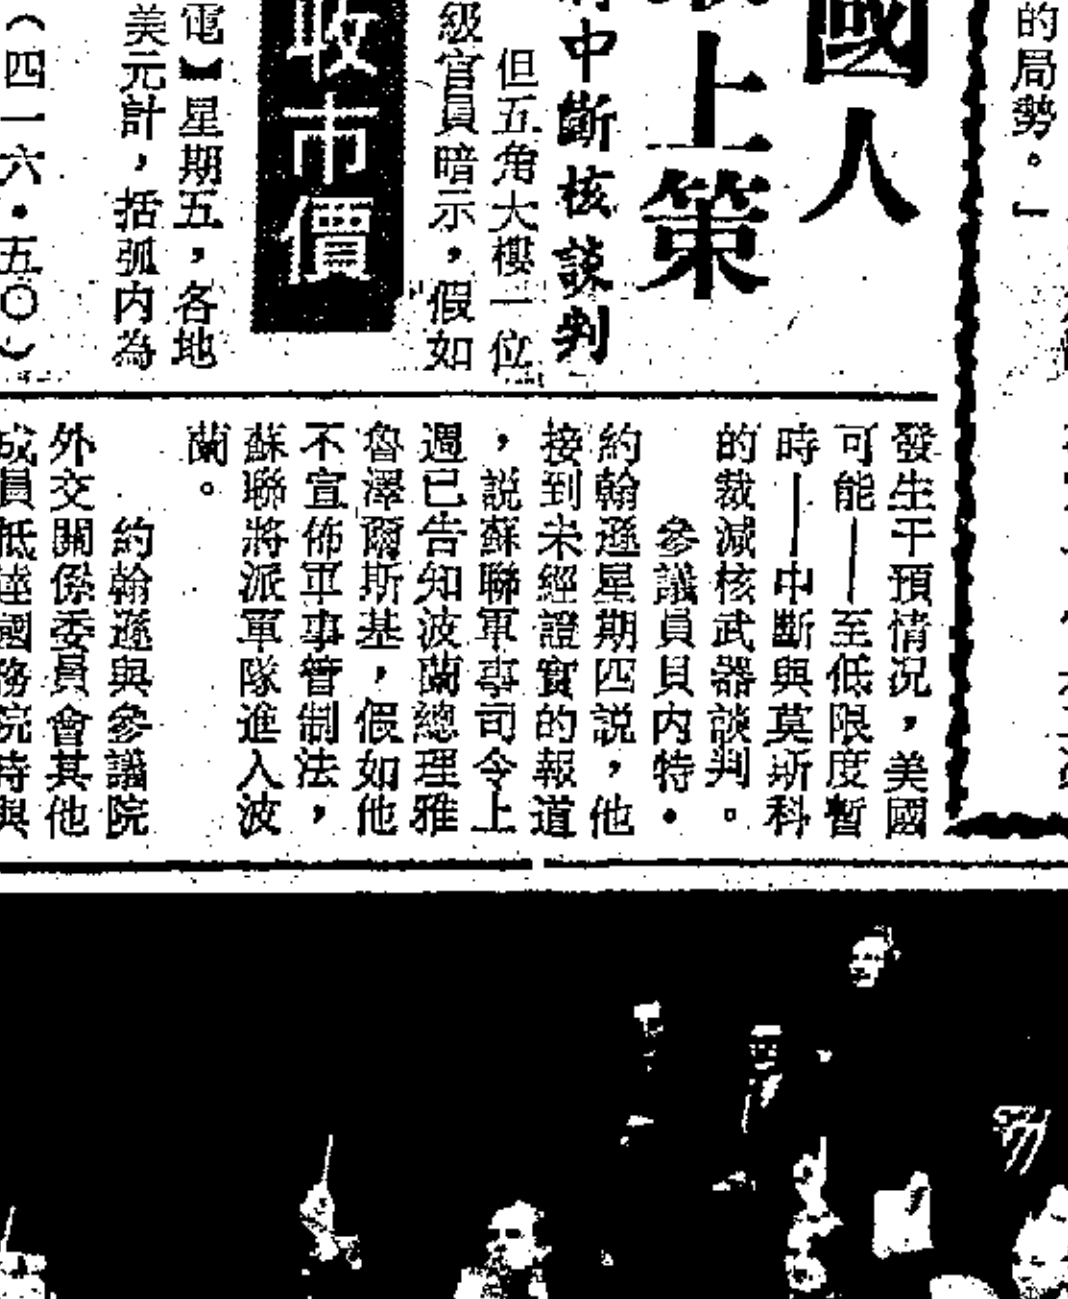 的局勢。」
國人
上策
中斷核談判
但五角大樓一位
級官員暗示，假如
收市價
電】星期五，各地
美元計，括弧內為
（四一六·五〇）
發生干預情況，美國
可能——至低限度暫
時——中斷與莫斯科
的裁減核武器談判。
參議員貝內特·
約翰遜星期四説，他
接到未經證實的報道
，説蘇聯軍事司令上
週已告知波蘭總理雅
魯澤爾斯基，假如他
不宣佈軍事管制法，
蘇聯將派軍隊進入波
蘭。
約翰遜與參議院
外交關係委員會其他
成員抵達國務院時與